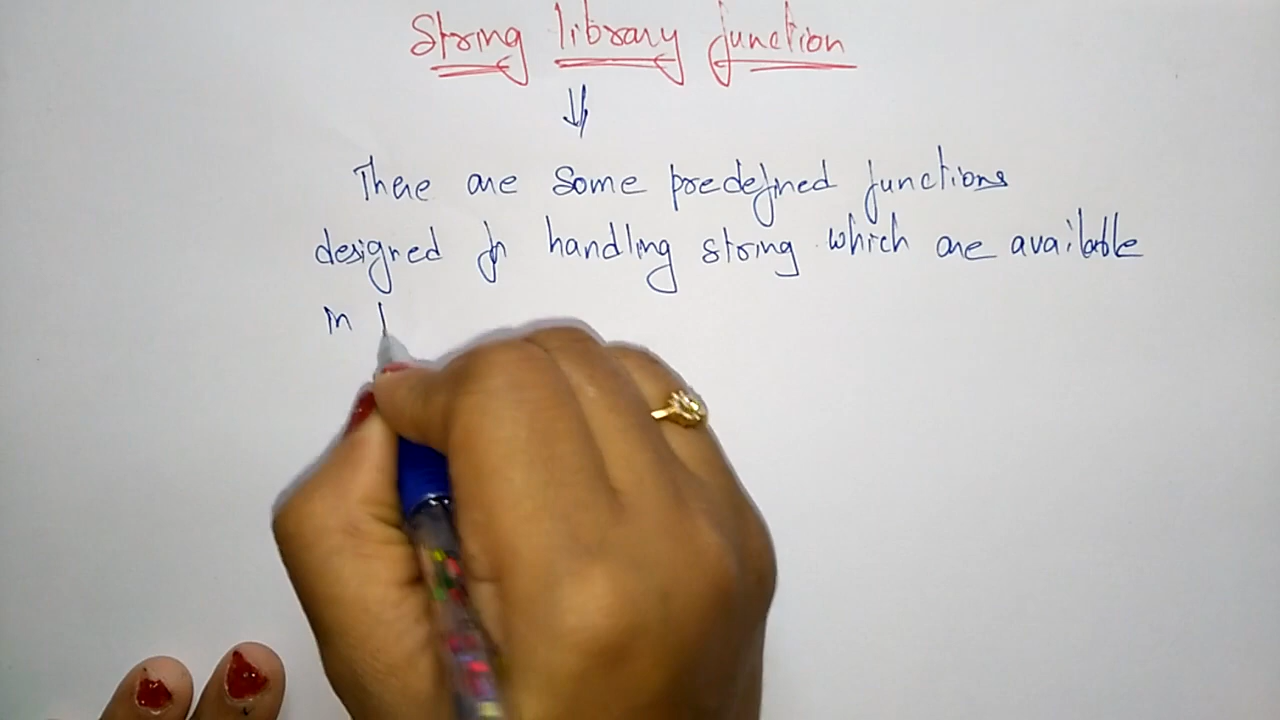 String library function
There are some predefined functions
designed for handling string which are available
in